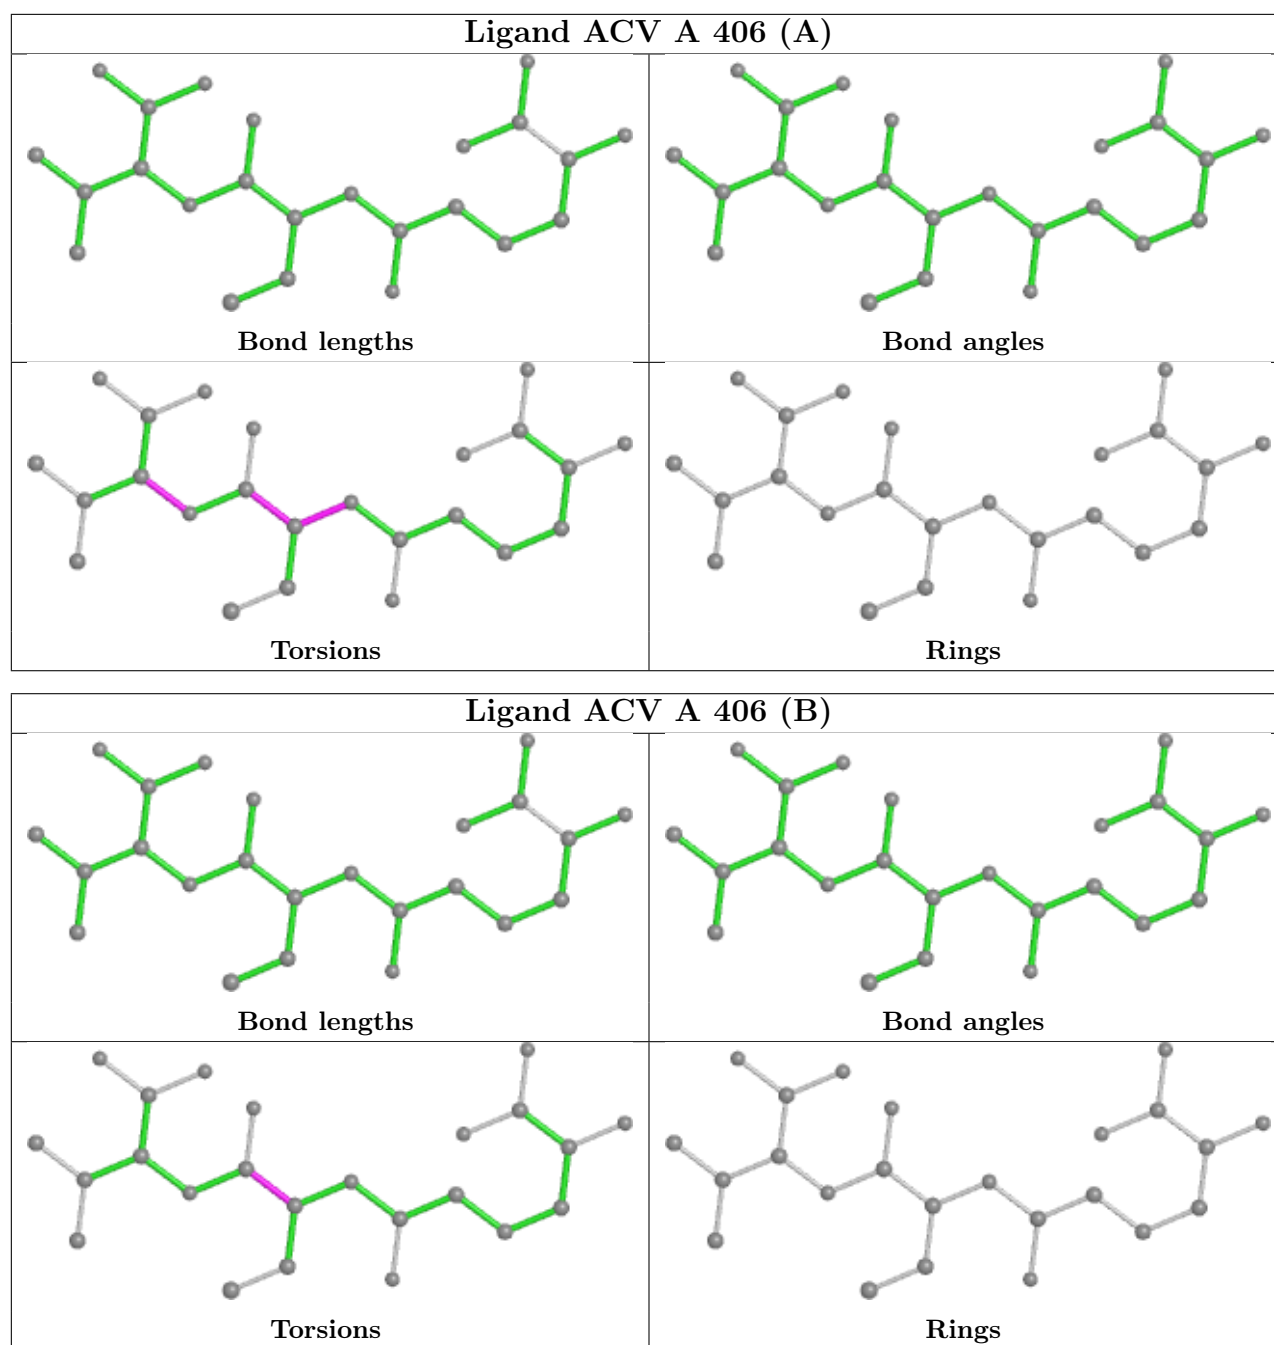 Ligand ACV A 406 (A)
Bond lengths
Bond angles
Torsions
Rings
Ligand ACV A 406 (B)
Bond lengths
Bond angles
Torsions
Rings